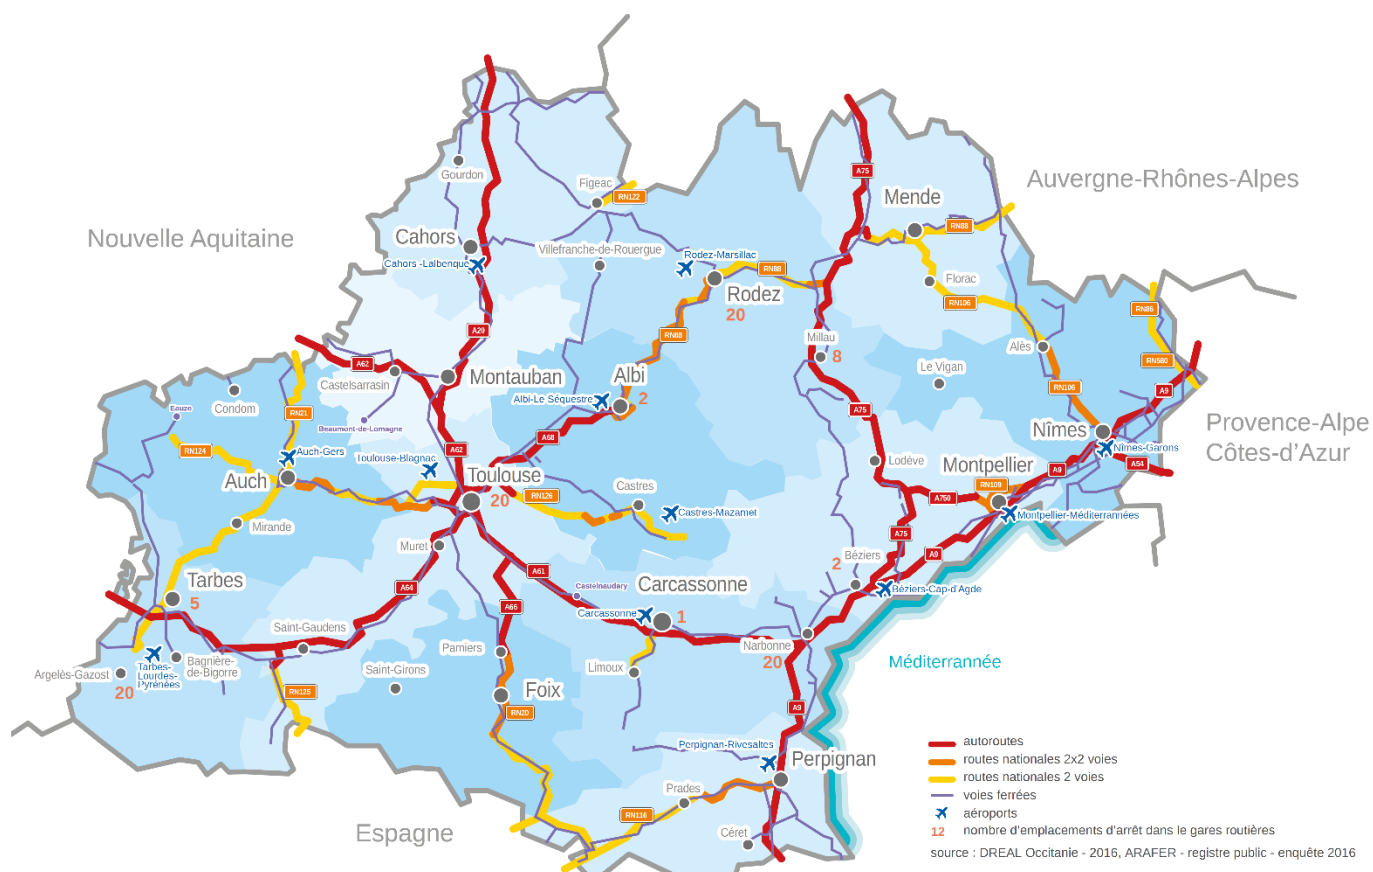 Auvergne-Rhônes-Alpes
Nouvelle Aquitaine
Provence-Alpe
Côtes-d'Azur
Espagne
Méditerrannée
Gourdon
Figeac
RN122
A75
Mende
RN88
Cahors
Cahors -Lalbenque
Villefranche-de-Rouergue
Rodez-Marsillac
RN88
Rodez
20
Florac
RN106
RN86
A20
RN88
Millau
8
Alès
RN580
A62
Castelsarrasin
Montauban
Albi
2
Albi-Le Séquestre
Le Vigan
RN106
A9
Condom
Eauze
RN21
Beaumont-de-Lomagne
A75
Nîmes
Nîmes-Garons
RN124
Auch-Gers
Toulouse-Blagnac
A62
A68
Lodève
Montpellier
A9
A54
Auch
Toulouse
20
RN126
Castres
Castres-Mazamet
A750
RN109
Montpellier-Méditerrannées
Mirande
Muret
A75
A9
Béziers
2
Béziers-Cap-d'Agde
Tarbes
5
A64
A61
A66
Castelnaudary
Carcassonne
Carcassonne
1
Saint-Gaudens
Pamiers
Narbonne
20
Argelès-Gazost
20
Tarbes-
Lourdes-
Pyrénées
Bagnière-
de-Bigorre
Saint-Girons
Limoux
RN125
Foix
RN20
A9
Perpignan-Rivesaltes
Perpignan
Prades
RN116
Céret
autoroutes
routes nationales 2x2 voies
routes nationales 2 voies
voies ferrées
aéroports
12 nombre d'emplacements d'arrêt dans le gares routières
source : DREAL Occitanie - 2016, ARAFER - registre public - enquête 2016